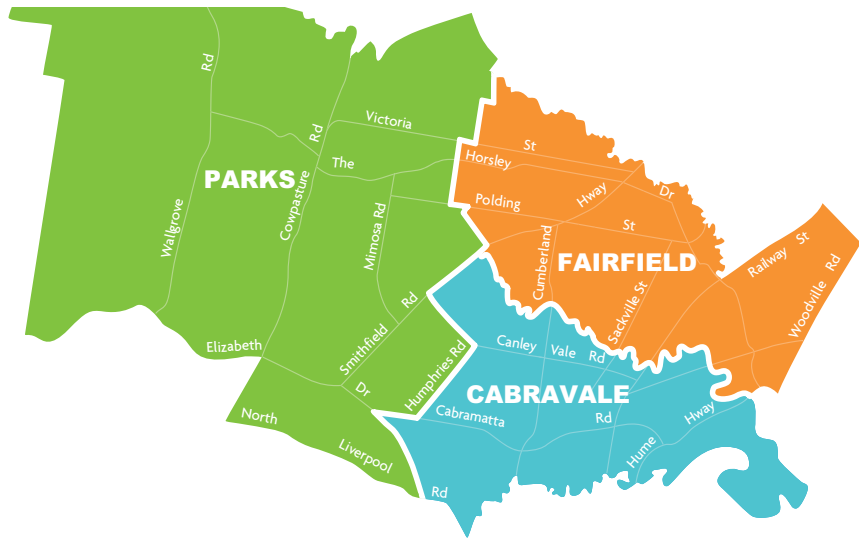 Rd
Victoria
Rd
St
The
Horsley
PARKS
Dr
Hway
Polding
Wallgrove
Cowpasture
Mimosa Rd
St
Railway St
Cumberland
FAIRFIELD
Woodville Rd
Rd
Sackville St
Smithfield
Elizabeth
Canley Vale Rd
Humphries Rd
Dr
CABRAVALE
North
Cabramatta
Rd
Hway
Liverpool
Hume
Rd